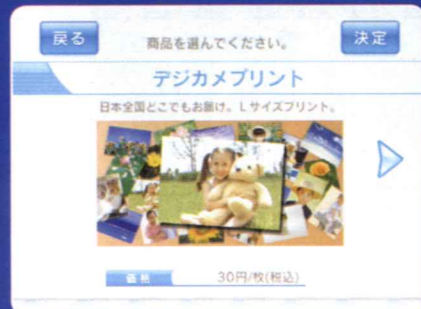 戻る
商品を選んでください。
決定
デジカメプリント
日本全国どこでもお届け。Lサイズプリント。
価格
30円/枚(税込)